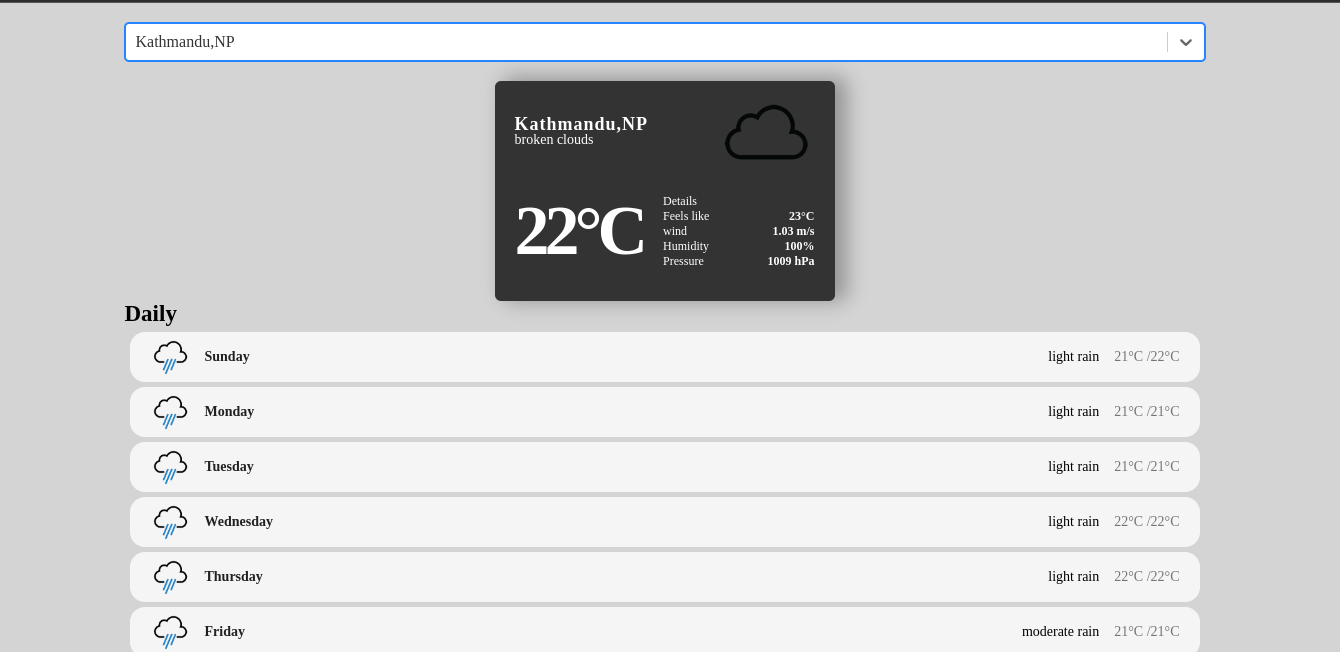 Kathmandu,NP
Kathmandu,NP
broken clouds
22°C
Details
Feels like 23°C
wind 1.03 m/s
Humidity 100%
Pressure 1009 hPa
Daily
Sunday light rain 21°C /22°C
Monday light rain 21°C /21°C
Tuesday light rain 21°C /21°C
Wednesday light rain 22°C /22°C
Thursday light rain 22°C /22°C
Friday moderate rain 21°C /21°C